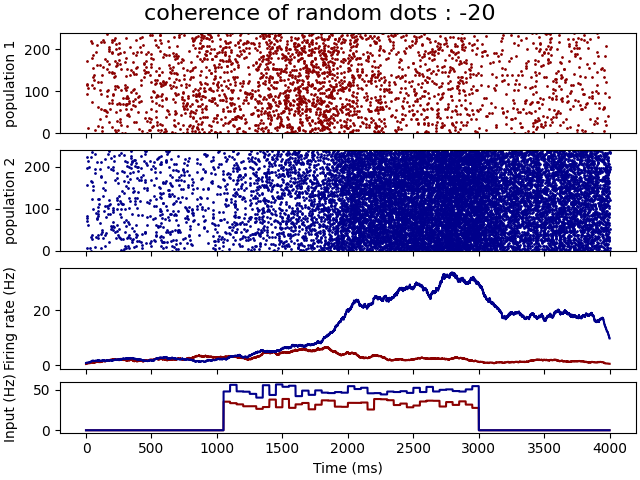 coherence of random dots : -20
population 1
200
100
0
population 2
200
100
0
Firing rate (Hz)
20
0
Input (Hz)
50
0
0 500 1000 1500 2000 2500 3000 3500 4000
Time (ms)